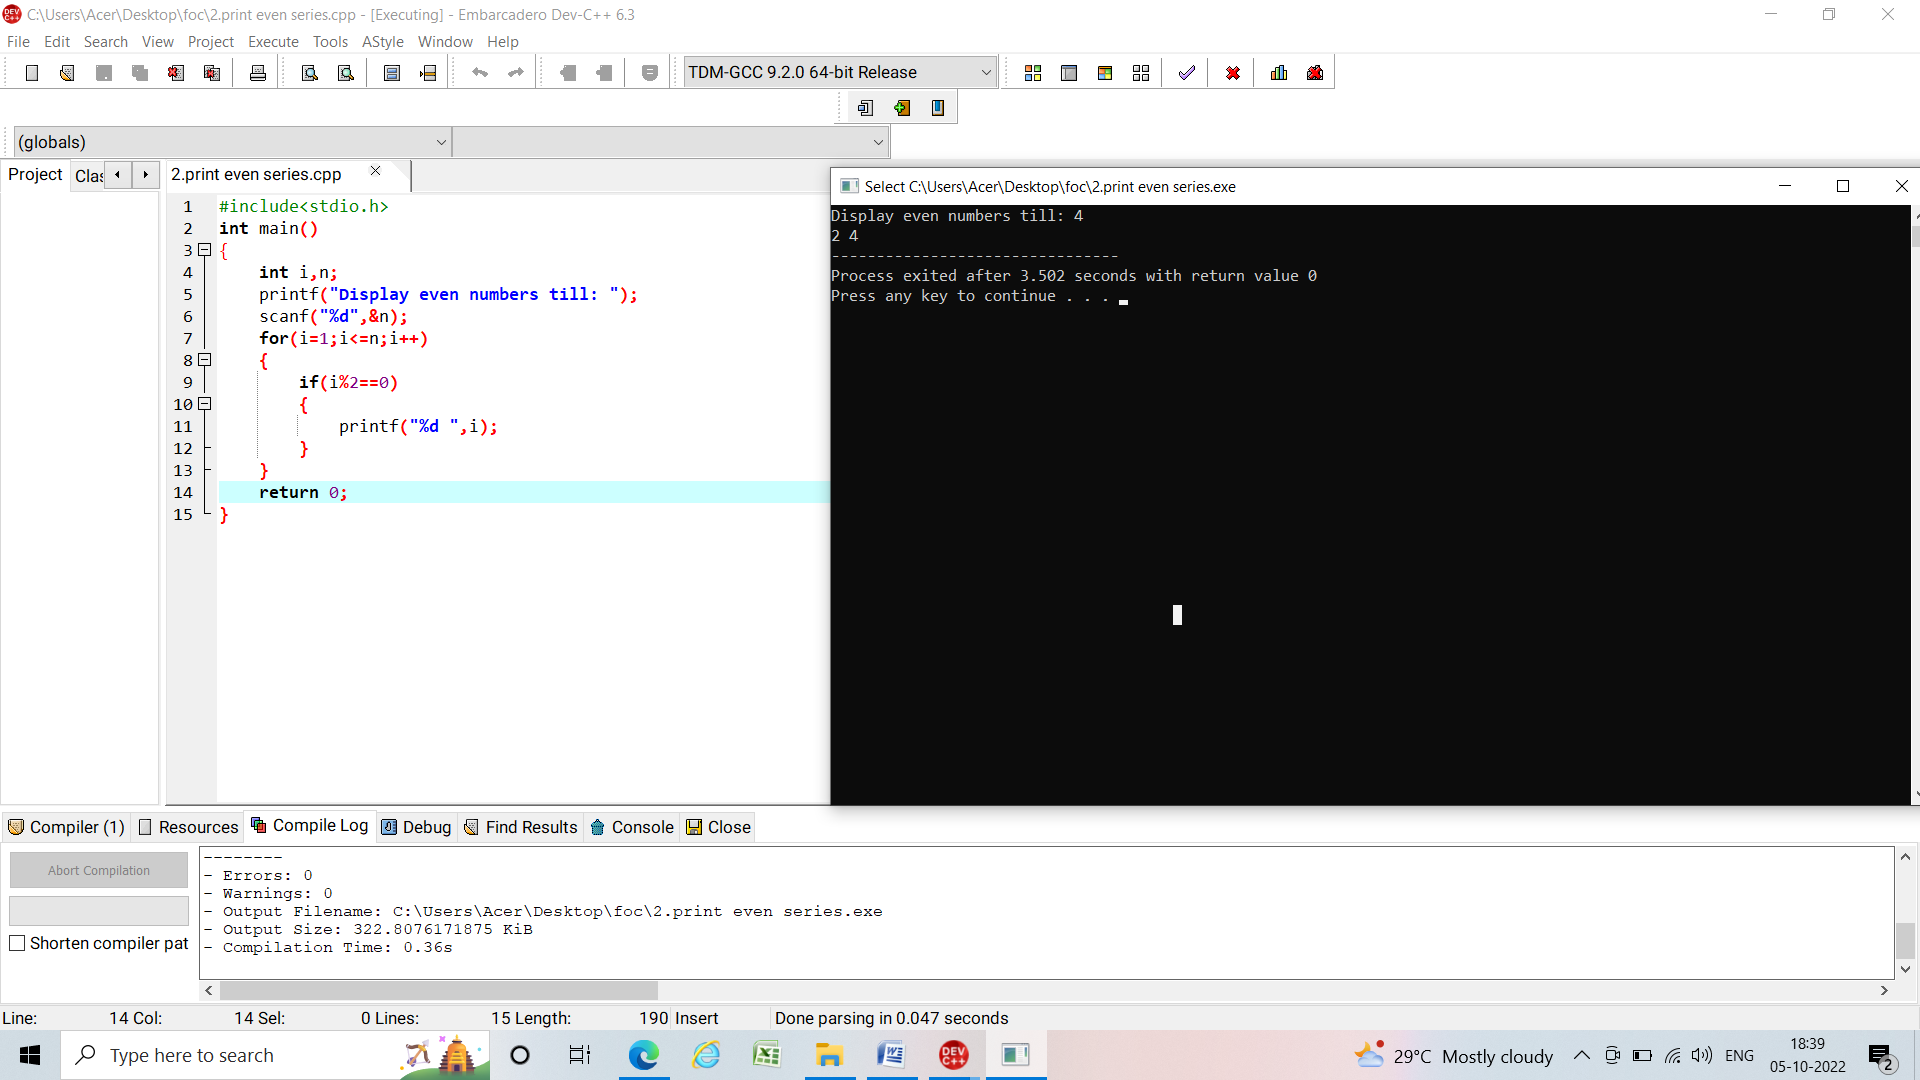 C:\Users\Acer\Desktop\foc\2.print even series.cpp - [Executing] - Embarcadero Dev-C++ 6.3
File Edit Search View Project Execute Tools AStyle Window Help
TDM-GCC 9.2.0 64-bit Release
(globals)
Project Clas
2.print even series.cpp
1 #include<stdio.h>
2 int main()
3 {
4 int i,n;
5 printf("Display even numbers till: ");
6 scanf("%d",&n);
7 for(i=1;i<=n;i++)
8 {
9 if(i%2==0)
10 {
11 printf("%d ",i);
12 }
13 }
14 return 0;
15 }
Select C:\Users\Acer\Desktop\foc\2.print even series.exe
Display even numbers till: 4
2 4
--------------------------------
Process exited after 3.502 seconds with return value 0
Press any key to continue . . .
Compiler (1) Resources Compile Log Debug Find Results Console Close
Abort Compilation
Shorten compiler pat
--------
- Errors: 0
- Warnings: 0
- Output Filename: C:\Users\Acer\Desktop\foc\2.print even series.exe
- Output Size: 322.8076171875 KiB
- Compilation Time: 0.36s
Line: 14 Col: 14 Sel: 0 Lines: 15 Length: 190 Insert Done parsing in 0.047 seconds
Type here to search
DEV C++
29°C Mostly cloudy
ENG
18:39
05-10-2022
2